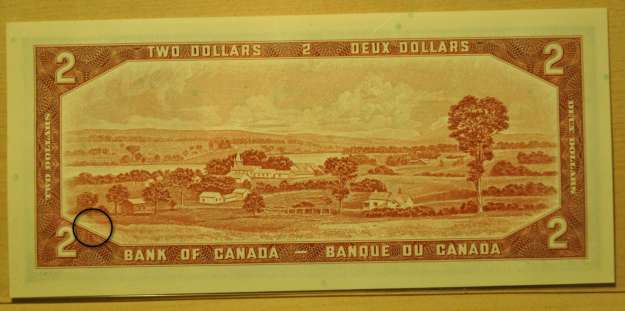 2 TWO DOLLARS 2 DEUX DOLLARS 2
TWO DOLLARS
DEUX DOLLARS
2 BANK OF CANADA — BANQUE DU CANADA 2